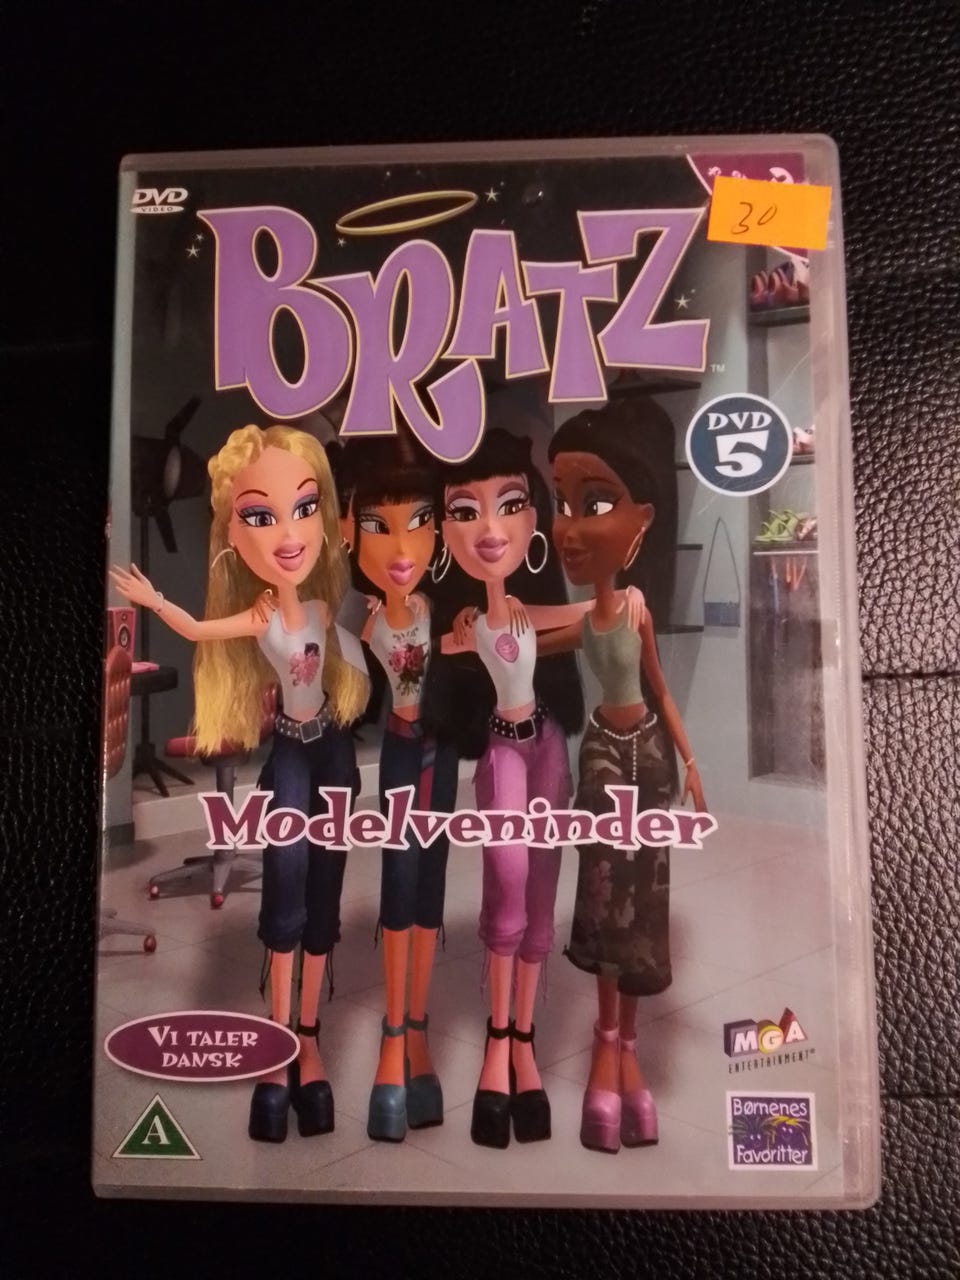 DVD
VIDEO
30
BRATZ
TM
DVD
5
Modelveninder
VI TALER
DANSK
A
MGA
ENTERTAINMENT®
Børnenes
Favoritter